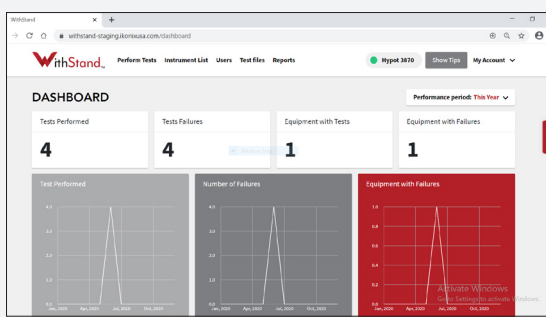 WithStand
withstand-staging.ikonixusa.com/dashboard
WithStand
Perform Tests Instrument List Users Test files Reports
Hypot 3870
Show Tips
My Account
DASHBOARD
Performance period: This Year
Tests Performed Tests Failures Equipment with Tests Equipment with Failures
4 4 1 1
Test Performed Number of Failures Equipment with Failures
4.0 4.0 1.0
0.8
3.0 3.0
0.6
2.0 2.0
0.4
1.0 1.0
0.2
0.0 0.0 0.0
Jan, 2020 Apr, 2020 Jul, 2020 Oct, 2020 Jan, 2020 Apr, 2020 Jul, 2020 Oct, 2020 Jan, 2020 Apr, 2020 Jul, 2020 Oct, 2020
Activate Windows
Go to Settings to activate Windows.